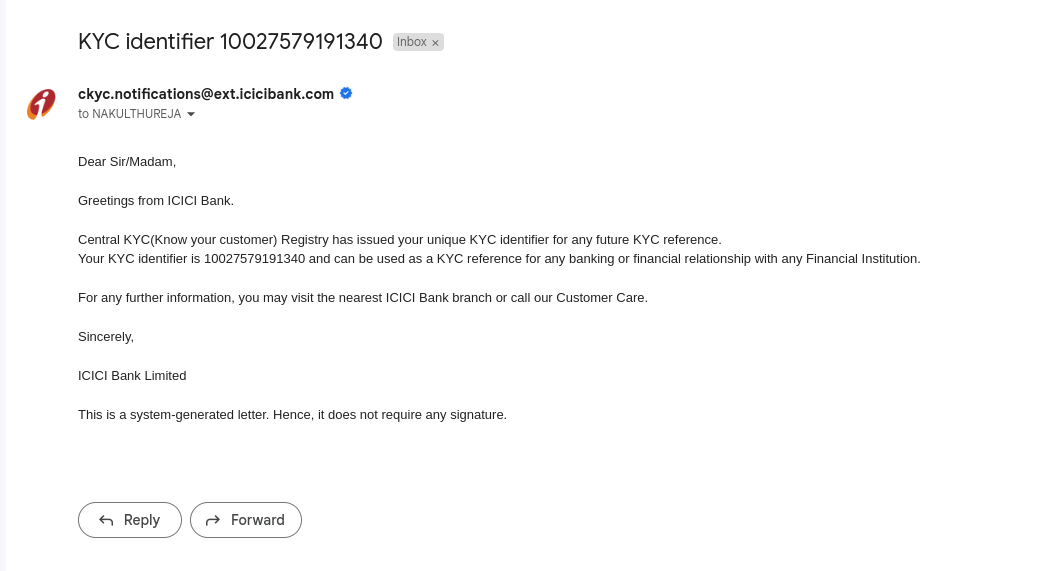 KYC identifier 10027579191340 Inbox ×
ckyc.notifications@ext.icicibank.com
to NAKULTHUREJA
Dear Sir/Madam,
Greetings from ICICI Bank.
Central KYC(Know your customer) Registry has issued your unique KYC identifier for any future KYC reference.
Your KYC identifier is 10027579191340 and can be used as a KYC reference for any banking or financial relationship with any Financial Institution.
For any further information, you may visit the nearest ICICI Bank branch or call our Customer Care.
Sincerely,
ICICI Bank Limited
This is a system-generated letter. Hence, it does not require any signature.
Reply Forward